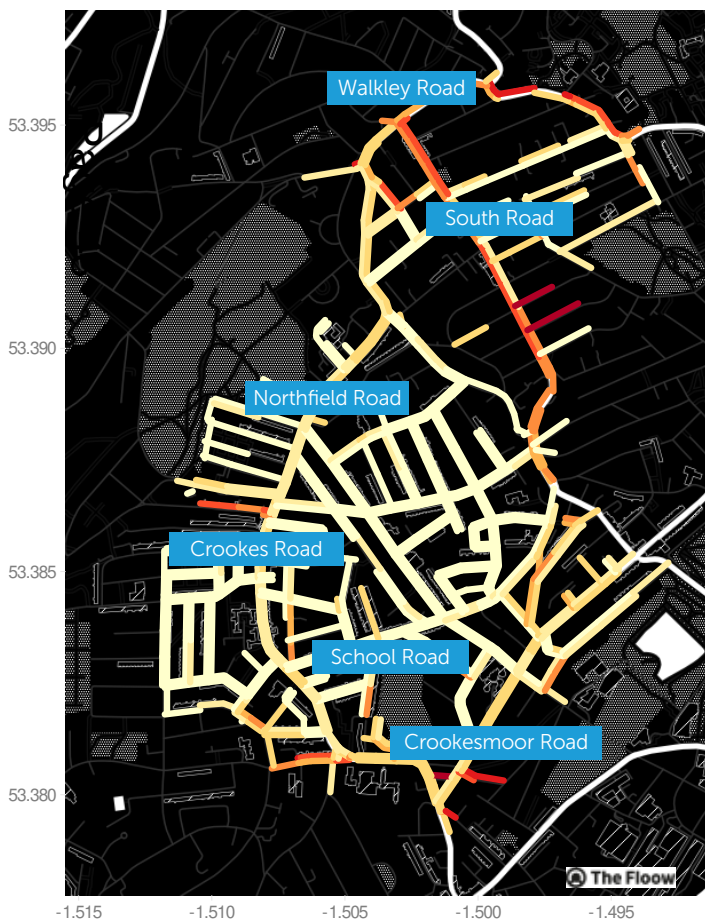 Walkley Road
53.395
South Road
53.390
Northfield Road
Crookes Road
53.385
School Road
Crookesmoor Road
53.380
The Floow
-1.515 -1.510 -1.505 -1.500 -1.495